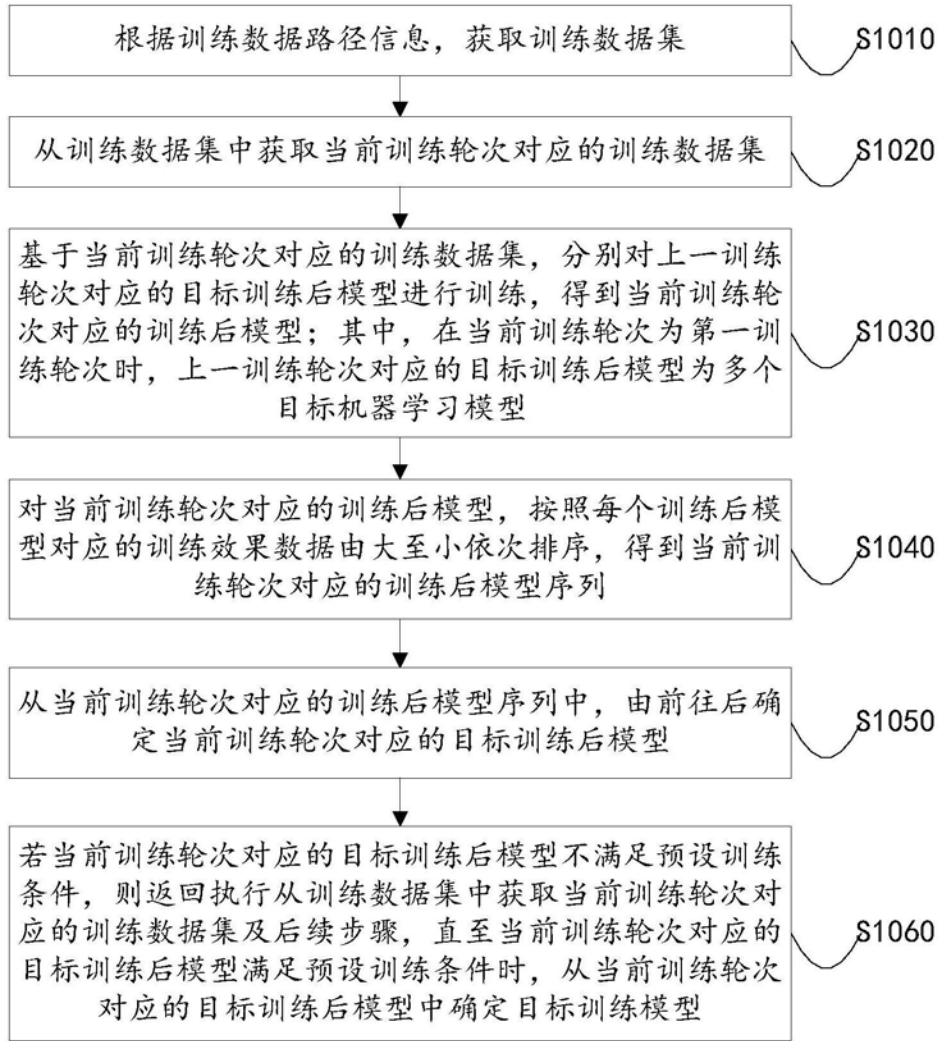 根据训练数据路径信息，获取训练数据集
S1010
从训练数据集中获取当前训练轮次对应的训练数据集
S1020
基于当前训练轮次对应的训练数据集，分别对上一训练
轮次对应的目标训练后模型进行训练，得到当前训练轮
次对应的训练后模型；其中，在当前训练轮次为第一训
练轮次时，上一训练轮次对应的目标训练后模型为多个
目标机器学习模型
S1030
对当前训练轮次对应的训练后模型，按照每个训练后模
型对应的训练效果数据由大至小依次排序，得到当前训
练轮次对应的训练后模型序列
S1040
从当前训练轮次对应的训练后模型序列中，由前往后确
定当前训练轮次对应的目标训练后模型
S1050
若当前训练轮次对应的目标训练后模型不满足预设训练
条件，则返回执行从训练数据集中获取当前训练轮次对
应的训练数据集及后续步骤，直至当前训练轮次对应的
目标训练后模型满足预设训练条件时，从当前训练轮次
对应的目标训练后模型中确定目标训练模型
S1060